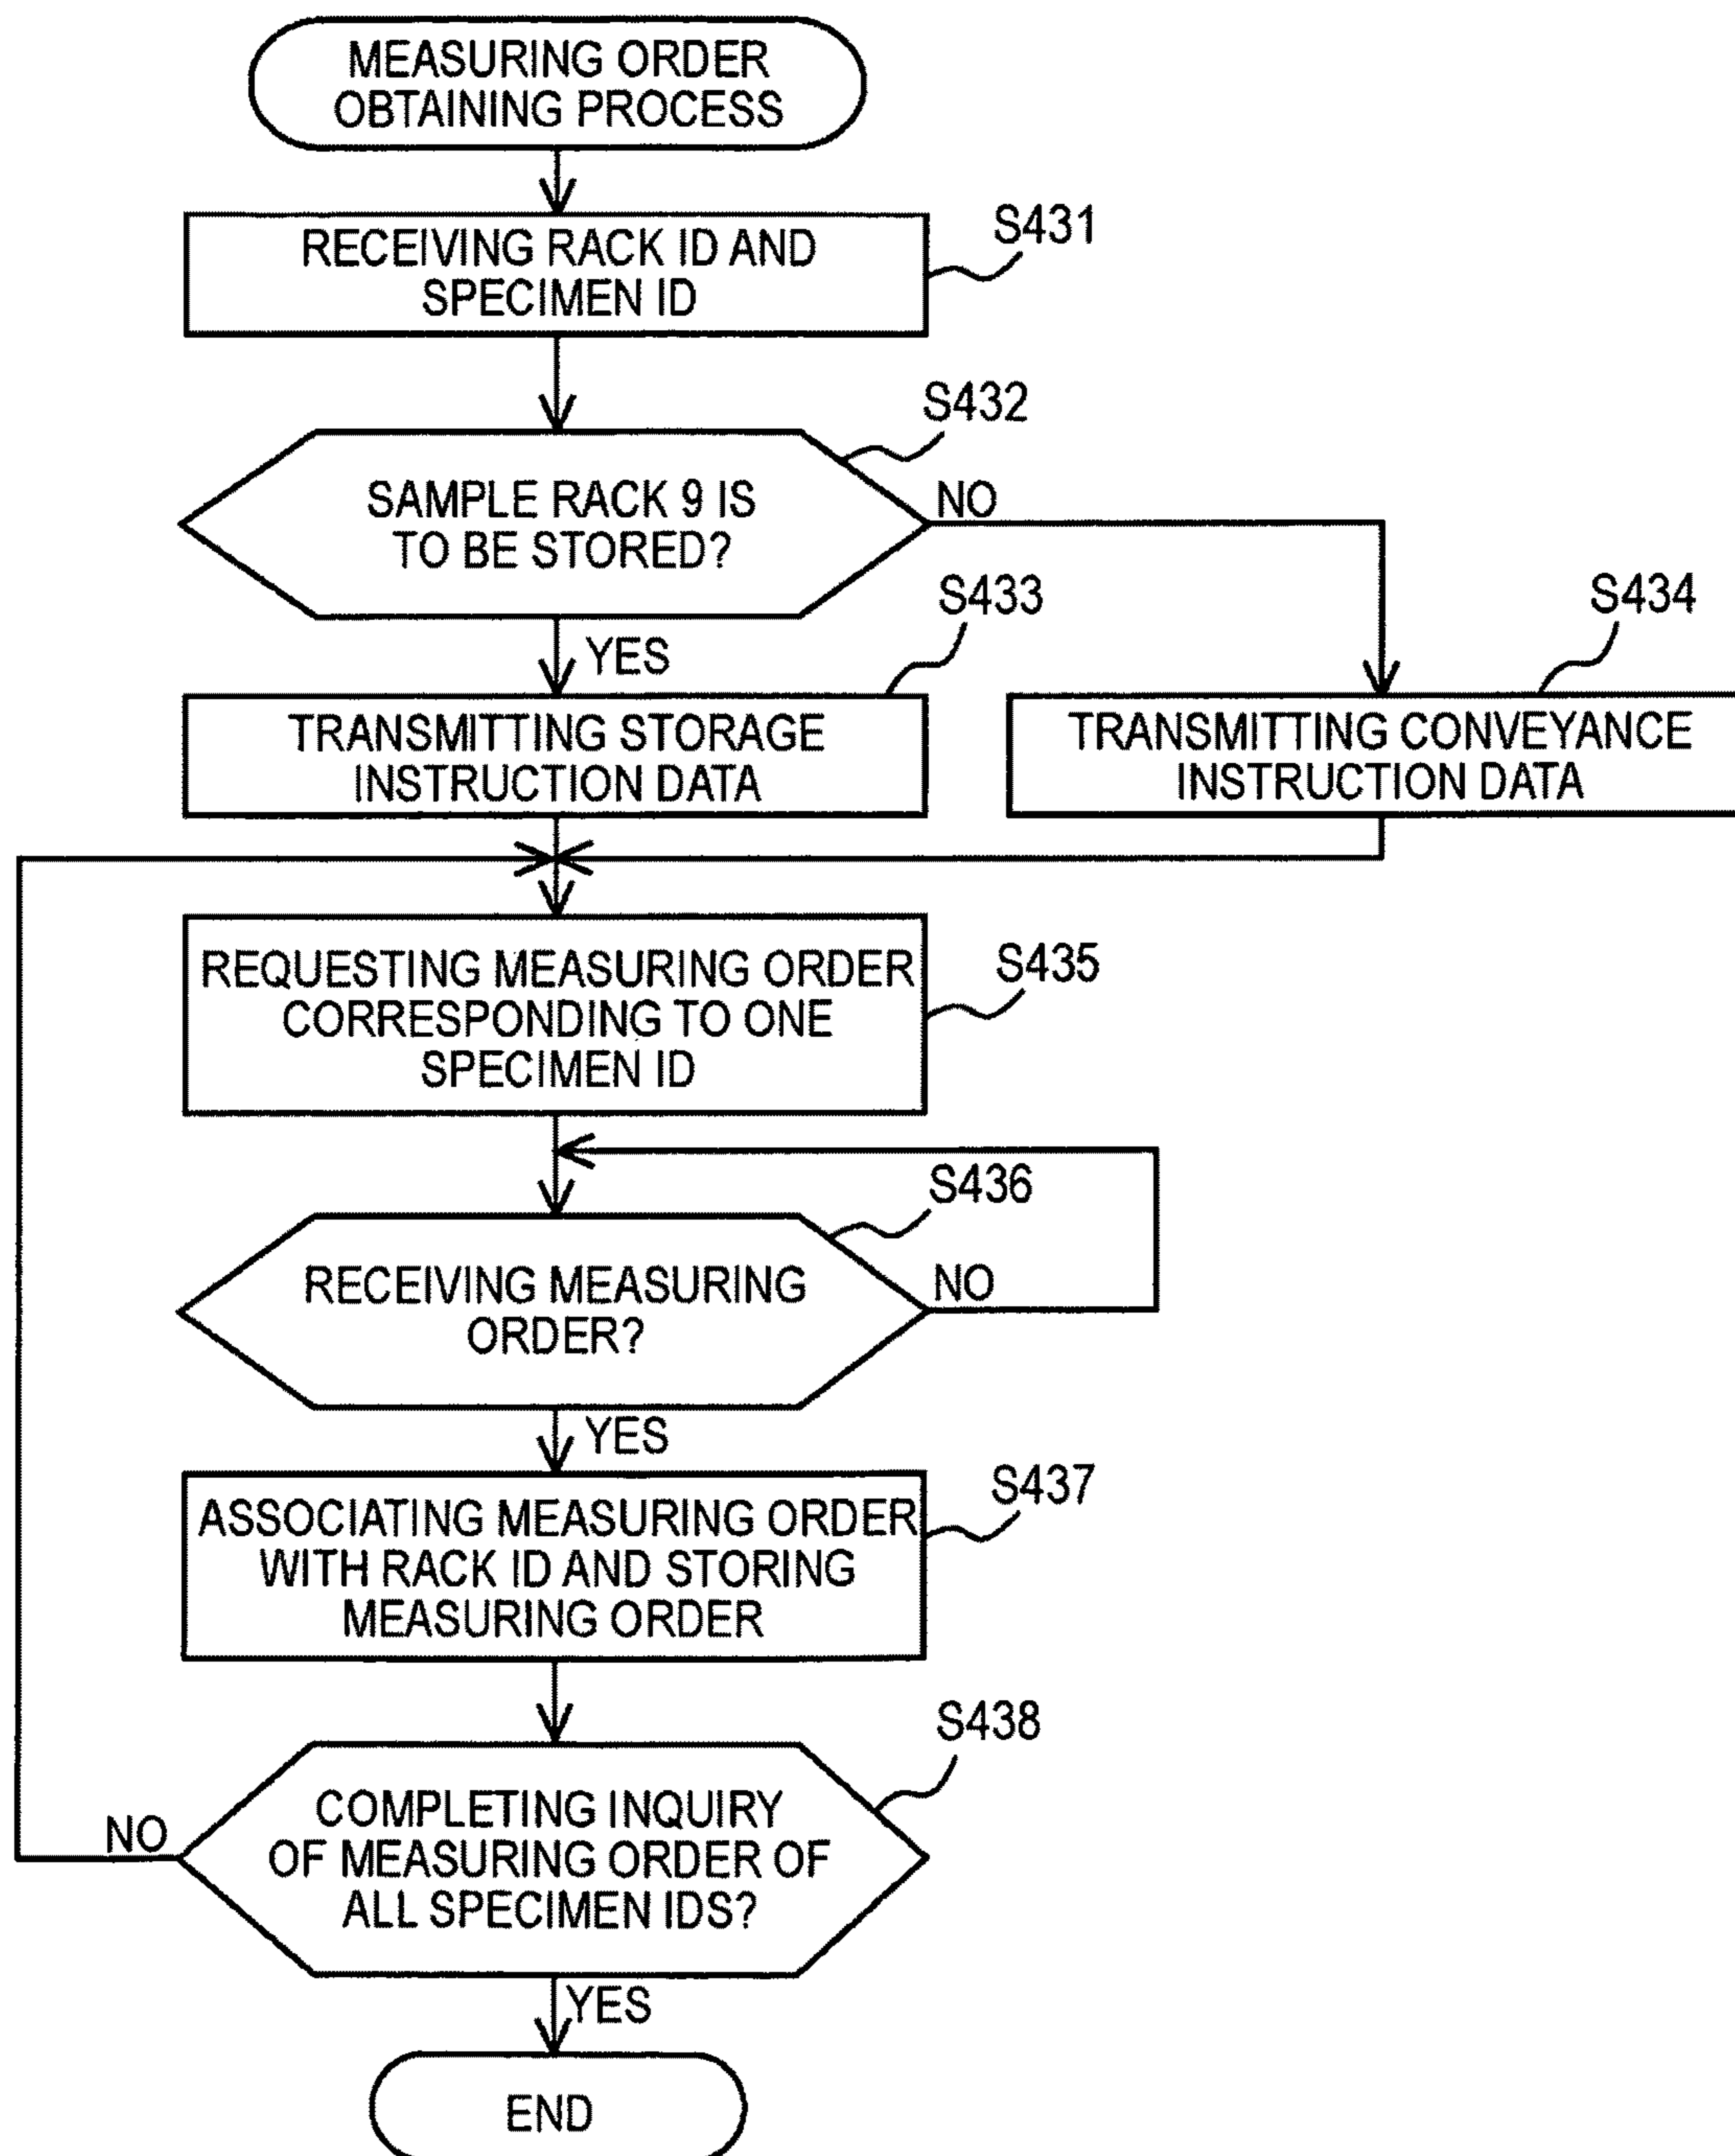 MEASURING ORDER
OBTAINING PROCESS
RECEIVING RACK ID AND
SPECIMEN ID
S431
S432
SAMPLE RACK 9 IS
TO BE STORED?
NO
YES
S433
S434
TRANSMITTING STORAGE
INSTRUCTION DATA
TRANSMITTING CONVEYANCE
INSTRUCTION DATA
REQUESTING MEASURING ORDER
CORRESPONDING TO ONE
SPECIMEN ID
S435
S436
RECEIVING MEASURING
ORDER?
NO
YES
S437
ASSOCIATING MEASURING ORDER
WITH RACK ID AND STORING
MEASURING ORDER
S438
COMPLETING INQUIRY
OF MEASURING ORDER OF
ALL SPECIMEN IDS?
NO
YES
END